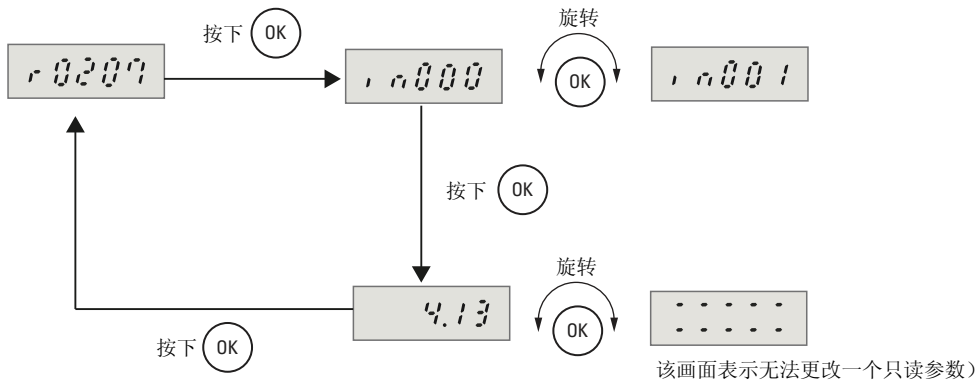 按下 OK
r0207
in000
旋转
OK
in001
按下 OK
4.13
旋转
OK
按下 OK
该画面表示无法更改一个只读参数）